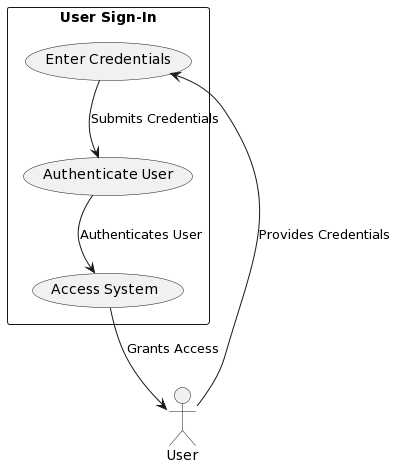 User Sign-In
Enter Credentials
Submits Credentials
Authenticate User
Authenticates User
Provides Credentials
Access System
Grants Access
User